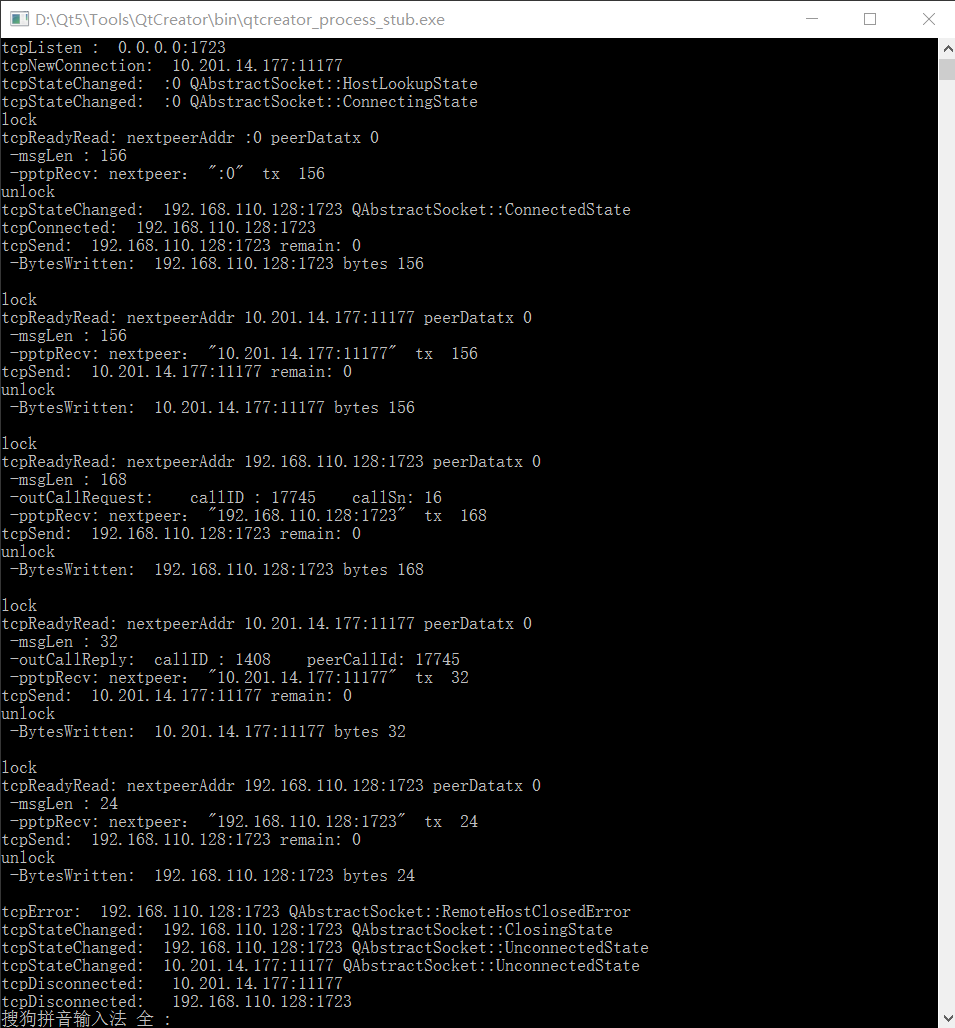 D:\Qt5\Tools\QtCreator\bin\qtcreator_process_stub.exe
tcpListen :  0.0.0.0:1723
tcpNewConnection:  10.201.14.177:11177
tcpStateChanged:  :0 QAbstractSocket::HostLookupState
tcpStateChanged:  :0 QAbstractSocket::ConnectingState
lock
tcpReadyRead: nextpeerAddr :0 peerDatatx 0
 -msgLen : 156
 -pptpRecv: nextpeer:  ":0"  tx  156
unlock
tcpStateChanged:  192.168.110.128:1723 QAbstractSocket::ConnectedState
tcpConnected:  192.168.110.128:1723
tcpSend:  192.168.110.128:1723 remain: 0
 -BytesWritten:  192.168.110.128:1723 bytes 156
lock
tcpReadyRead: nextpeerAddr 10.201.14.177:11177 peerDatatx 0
 -msgLen : 156
 -pptpRecv: nextpeer:  "10.201.14.177:11177"  tx  156
tcpSend:  10.201.14.177:11177 remain: 0
unlock
 -BytesWritten:  10.201.14.177:11177 bytes 156
lock
tcpReadyRead: nextpeerAddr 192.168.110.128:1723 peerDatatx 0
 -msgLen : 168
 -outCallRequest:    callID : 17745    callSn: 16
 -pptpRecv: nextpeer:  "192.168.110.128:1723"  tx  168
tcpSend:  192.168.110.128:1723 remain: 0
unlock
 -BytesWritten:  192.168.110.128:1723 bytes 168
lock
tcpReadyRead: nextpeerAddr 10.201.14.177:11177 peerDatatx 0
 -msgLen : 32
 -outCallReply:  callID : 1408    peerCallId: 17745
 -pptpRecv: nextpeer:  "10.201.14.177:11177"  tx  32
tcpSend:  10.201.14.177:11177 remain: 0
unlock
 -BytesWritten:  10.201.14.177:11177 bytes 32
lock
tcpReadyRead: nextpeerAddr 192.168.110.128:1723 peerDatatx 0
 -msgLen : 24
 -pptpRecv: nextpeer:  "192.168.110.128:1723"  tx  24
tcpSend:  192.168.110.128:1723 remain: 0
unlock
 -BytesWritten:  192.168.110.128:1723 bytes 24
tcpError:  192.168.110.128:1723 QAbstractSocket::RemoteHostClosedError
tcpStateChanged:  192.168.110.128:1723 QAbstractSocket::ClosingState
tcpStateChanged:  192.168.110.128:1723 QAbstractSocket::UnconnectedState
tcpStateChanged:  10.201.14.177:11177 QAbstractSocket::UnconnectedState
tcpDisconnected:   10.201.14.177:11177
tcpDisconnected:   192.168.110.128:1723
搜狗拼音输入法 全 :